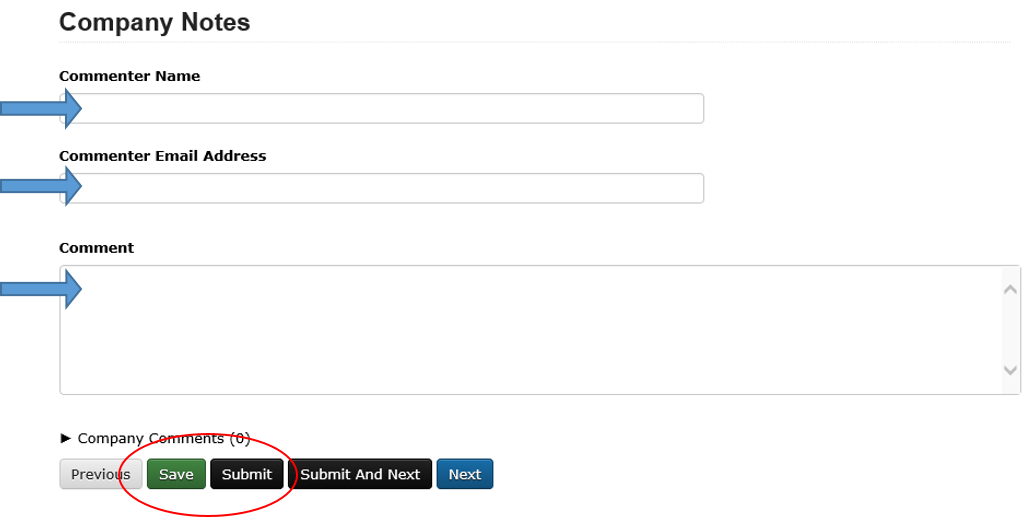 Company Notes
Commenter Name
Commenter Email Address
Comment
► Company Comments (0)
Previous Save Submit Submit And Next Next